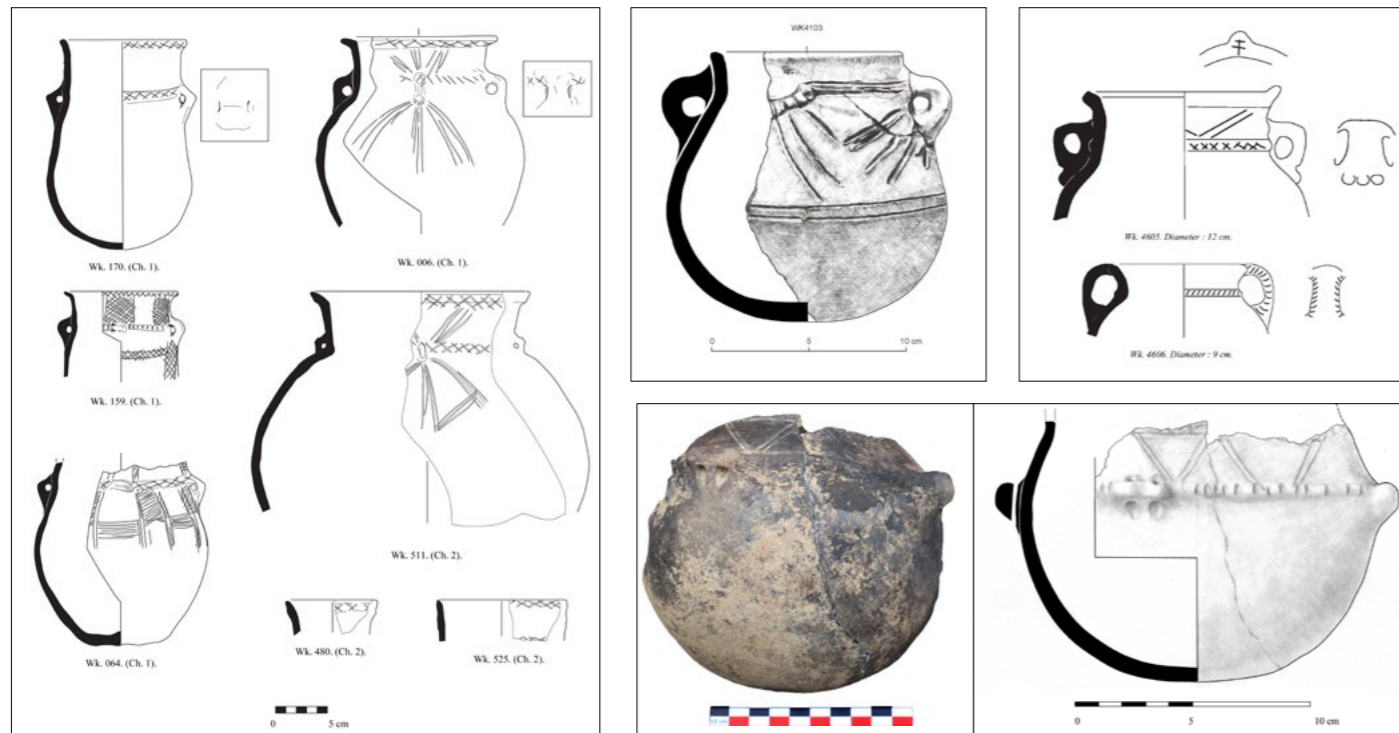 Wk. 170. (Ch. 1).
Wk. 006. (Ch. 1).
Wk. 159. (Ch. 1).
Wk. 511. (Ch. 2).
Wk. 064. (Ch. 1).
Wk. 480. (Ch. 2).
Wk. 525. (Ch. 2).
0 5 cm
WK4103
0 5 10 cm
Wk. 4605. Diameter : 12 cm.
Wk. 4606. Diameter : 9 cm.
0 5 10 cm